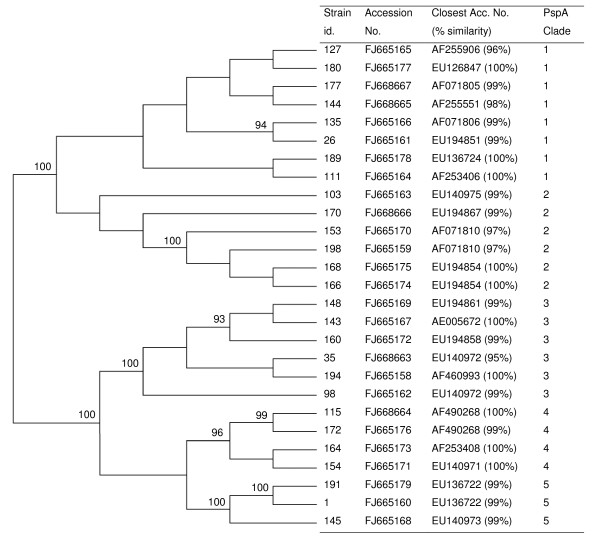 Strain Accession Closest Acc. No. PspA
id. No. (% similarity) Clade
127 FJ665165 AF255906 (96%) 1
180 FJ665177 EU126847 (100%) 1
177 FJ668667 AF071805 (99%) 1
144 FJ668665 AF255551 (98%) 1
94 135 FJ665166 AF071806 (99%) 1
26 FJ665161 EU194851 (99%) 1
189 FJ665178 EU136724 (100%) 1
100 111 FJ665164 AF253406 (100%) 1
103 FJ665163 EU140975 (99%) 2
170 FJ668666 EU194867 (99%) 2
153 FJ665170 AF071810 (97%) 2
100 198 FJ665159 AF071810 (97%) 2
168 FJ665175 EU194854 (100%) 2
166 FJ665174 EU194854 (100%) 2
148 FJ665169 EU194861 (99%) 3
93 143 FJ665167 AE005672 (100%) 3
160 FJ665172 EU194858 (99%) 3
100 35 FJ668663 EU140972 (95%) 3
194 FJ665158 AF460993 (100%) 3
98 FJ665162 EU140972 (99%) 3
100 99 115 FJ668664 AF490268 (100%) 4
96 172 FJ665176 AF490268 (99%) 4
164 FJ665173 AF253408 (100%) 4
154 FJ665171 EU140971 (100%) 4
100 191 FJ665179 EU136722 (99%) 5
100 1 FJ665160 EU136722 (99%) 5
145 FJ665168 EU140973 (99%) 5